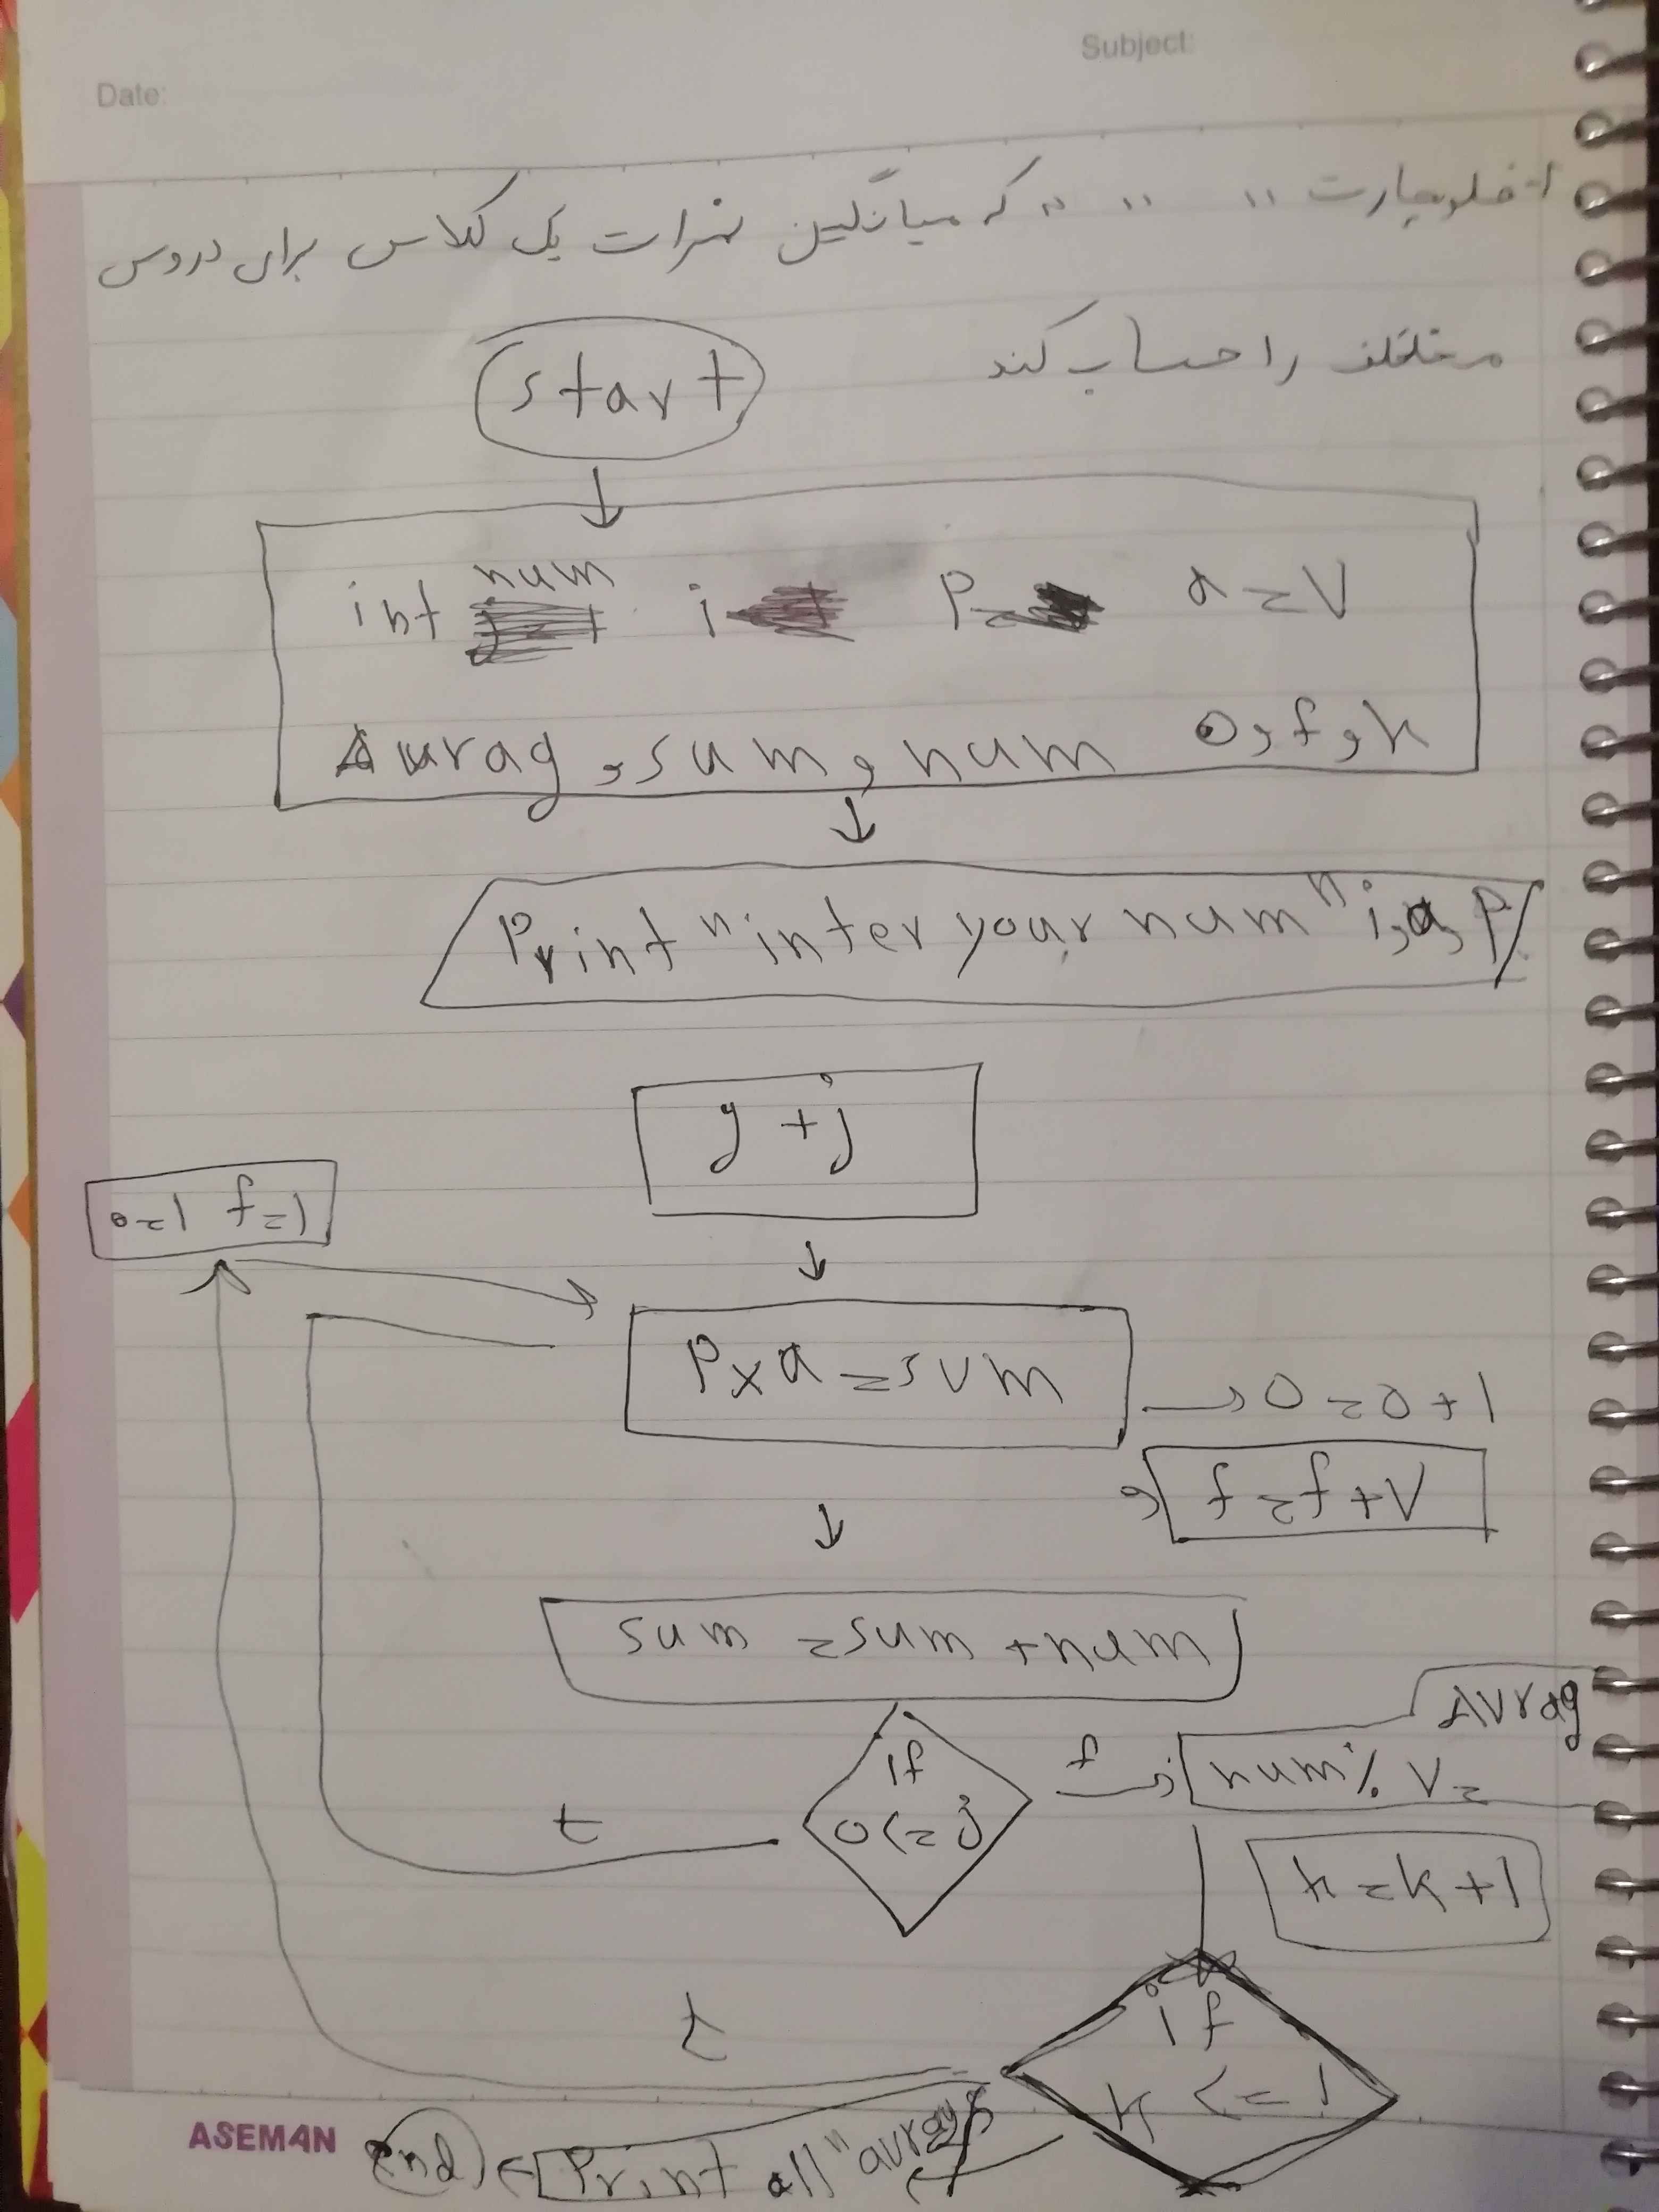 Subject:
Date:
فلوچارت " " " که میانگین نمرات یک کلاس برای دروس
مختلف را حساب کند
start
num
int i P a=V
Avrag, sum, num o,f,k
Print "inter your num" i,a,P
j+j
o=1 f=1
P×a=sum
o=o+1
f=f+V
sum=sum+num
Avrag
if
f
num% V=
o<=j
t
k=k+1
if
t
k<=!
ASEMAN
end Print all "avrag"